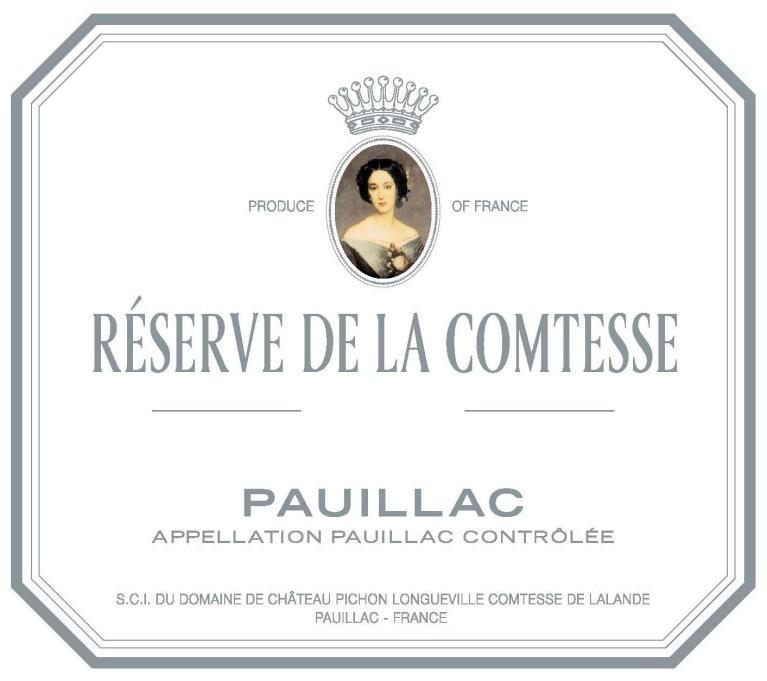 PRODUCE OF FRANCE
RÉSERVE DE LA COMTESSE
PAUILLAC
APPELLATION PAUILLAC CONTRÔLÉE
S.C.I. DU DOMAINE DE CHÂTEAU PICHON LONGUEVILLE COMTESSE DE LALANDE
PAUILLAC - FRANCE